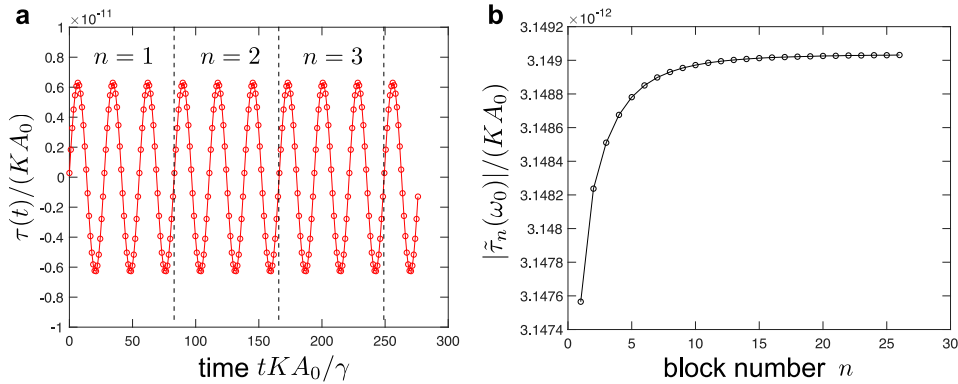 a
×10⁻¹¹
τ(t)/(KA₀)
1
0.8
0.6
0.4
0.2
0
-0.2
-0.4
-0.6
-0.8
-1
n = 1
n = 2
n = 3
0 50 100 150 200 250 300
time tKA₀/γ
b
×10⁻¹²
|τ̃ₙ(ω₀)|/(KA₀)
3.1492
3.149
3.1488
3.1486
3.1484
3.1482
3.148
3.1478
3.1476
3.1474
0 5 10 15 20 25 30
block number n